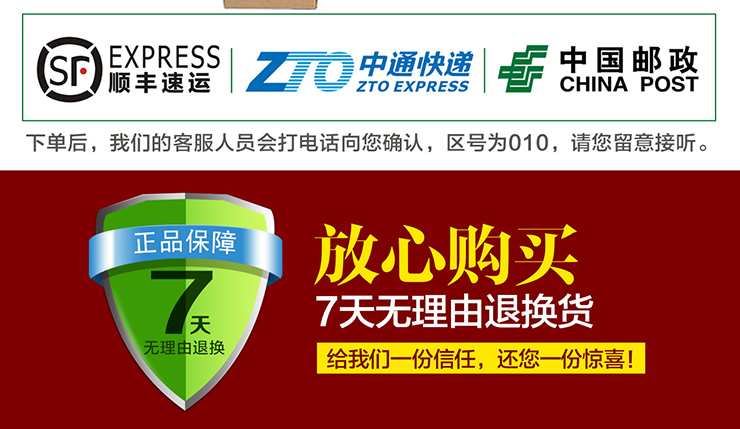 SF EXPRESS
顺丰速运
ZTO 中通快递
ZTO EXPRESS
中国邮政
CHINA POST
下单后，我们的客服人员会打电话向您确认，区号为010，请您留意接听。
正品保障
7天
无理由退换
放心购买
7天无理由退换货
给我们一份信任，还您一份惊喜！